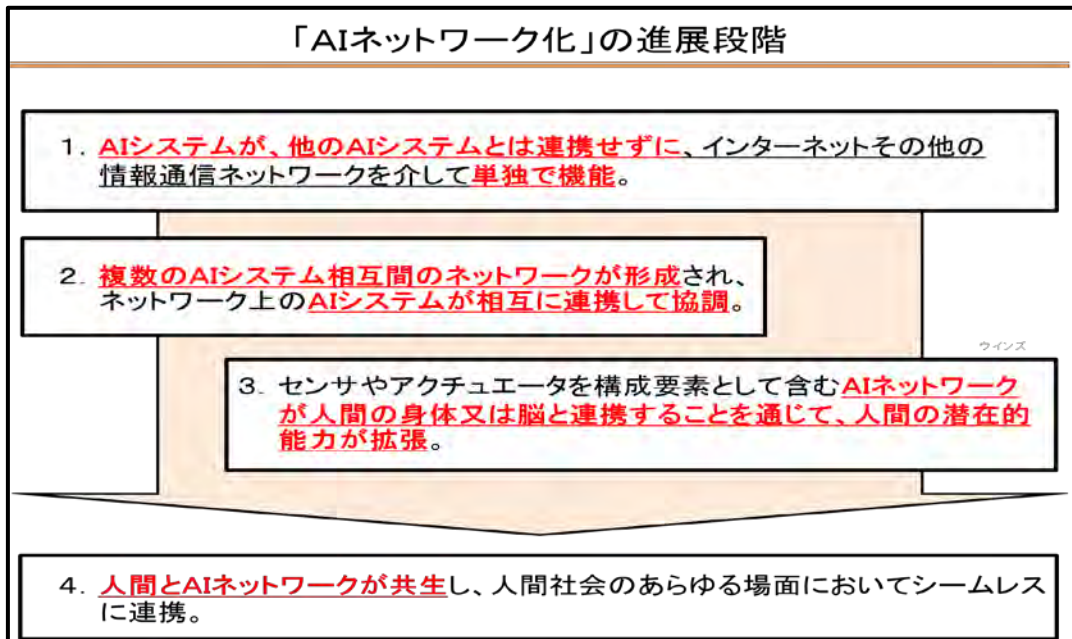 「AIネットワーク化」の進展段階
1. AIシステムが、他のAIシステムとは連携せずに、インターネットその他の
情報通信ネットワークを介して単独で機能。
2. 複数のAIシステム相互間のネットワークが形成され、
ネットワーク上のAIシステムが相互に連携して協調。
ウィンズ
3. センサやアクチュエータを構成要素として含むAIネットワーク
が人間の身体又は脳と連携することを通じて、人間の潜在的
能力が拡張。
4. 人間とAIネットワークが共生し、人間社会のあらゆる場面においてシームレス
に連携。